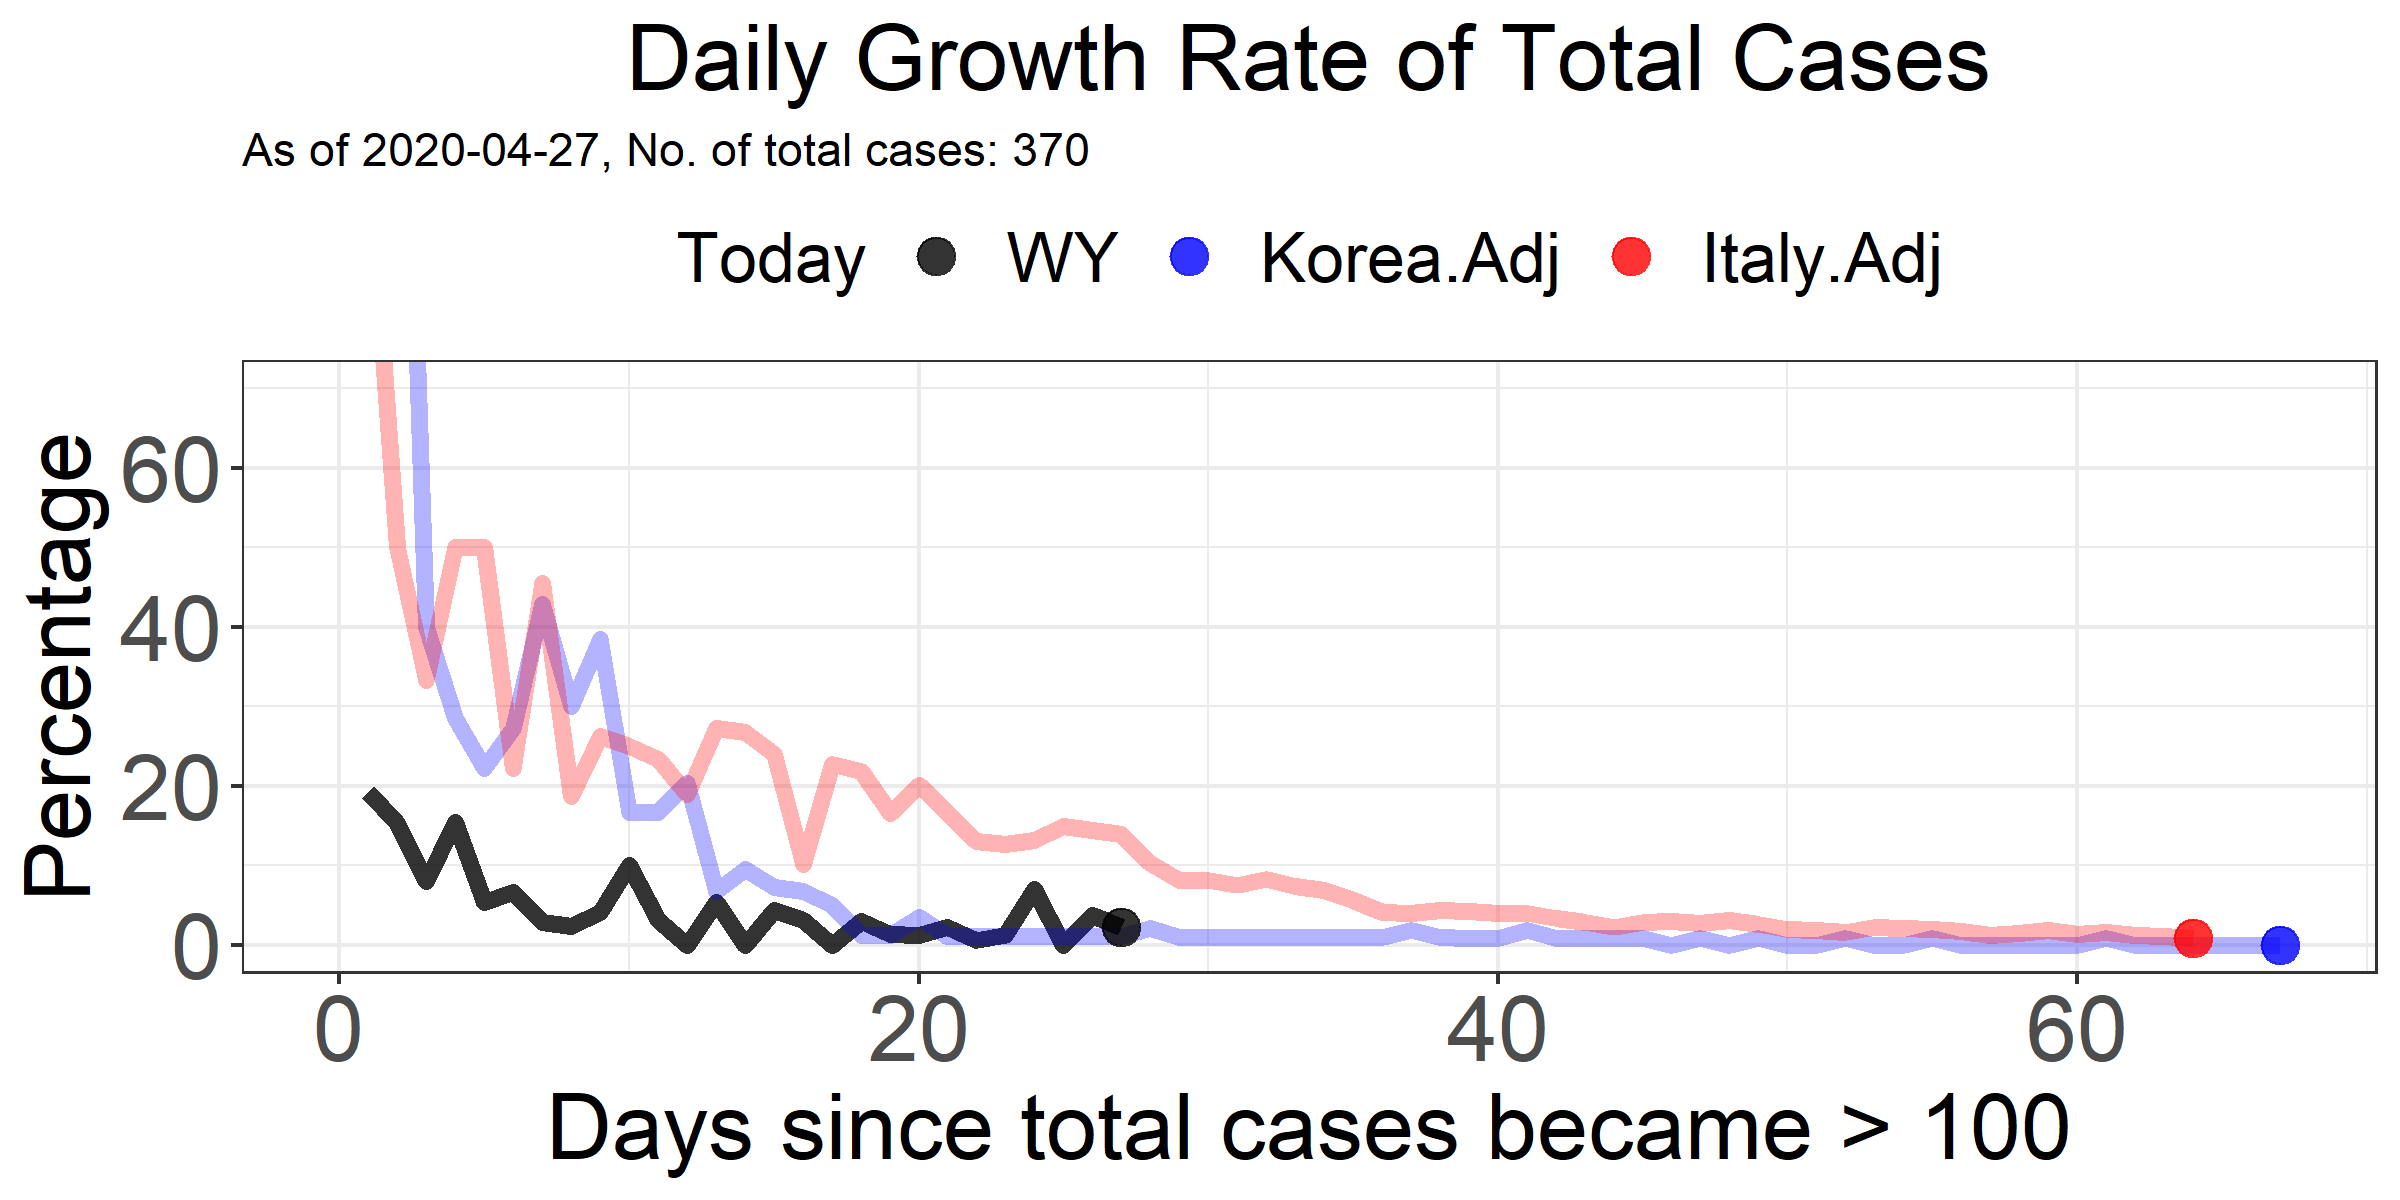 Daily Growth Rate of Total Cases
As of 2020-04-27, No. of total cases: 370
Today WY Korea.Adj Italy.Adj
Percentage
60
40
20
0
0 20 40 60
Days since total cases became > 100